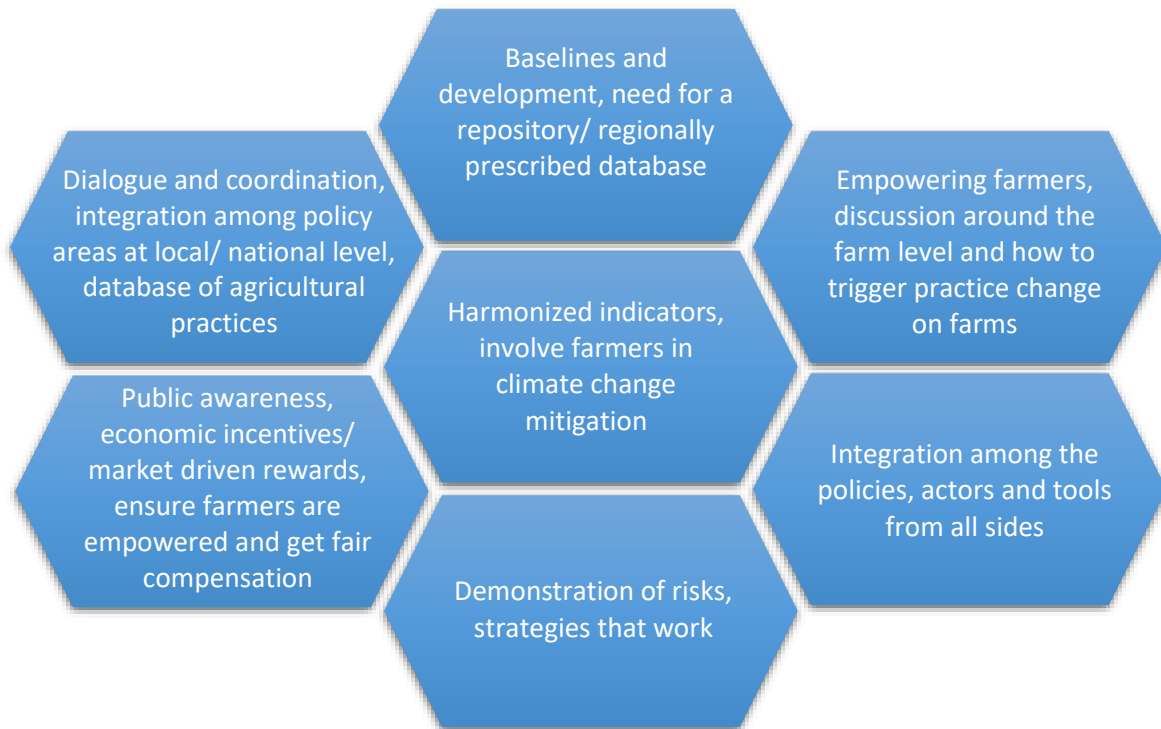 Baselines and
development, need for a
repository/ regionally
prescribed database
Dialogue and coordination,
integration among policy
areas at local/ national level,
database of agricultural
practices
Empowering farmers,
discussion around the
farm level and how to
trigger practice change
on farms
Harmonized indicators,
involve farmers in
climate change
mitigation
Public awareness,
economic incentives/
market driven rewards,
ensure farmers are
empowered and get fair
compensation
Integration among the
policies, actors and tools
from all sides
Demonstration of risks,
strategies that work